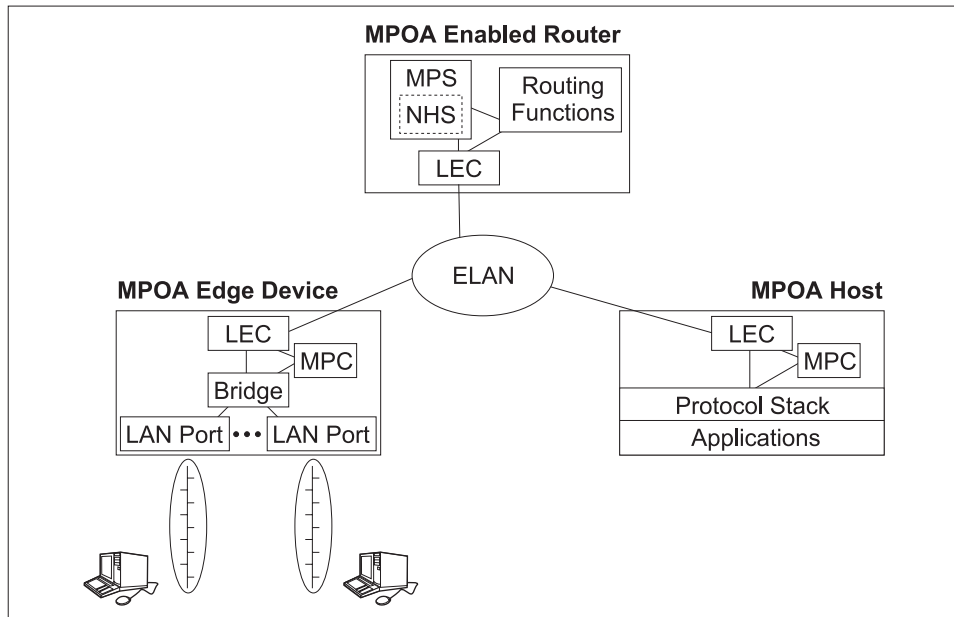 MPOA Enabled Router
MPS
NHS
Routing
Functions
LEC
ELAN
MPOA Edge Device
LEC
MPC
Bridge
LAN Port ••• LAN Port
MPOA Host
LEC
MPC
Protocol Stack
Applications